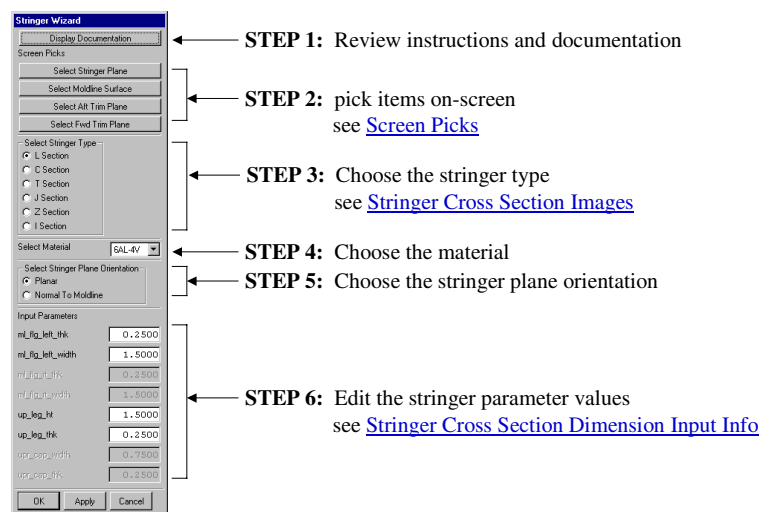 Stringer Wizard
Display Documentation
STEP 1: Review instructions and documentation
Screen Picks
Select Stringer Plane
Select Moldline Surface
Select Aft Trim Plane
Select Fwd Trim Plane
STEP 2: pick items on-screen
see Screen Picks
Select Stringer Type
L Section
C Section
T Section
J Section
Z Section
I Section
STEP 3: Choose the stringer type
see Stringer Cross Section Images
Select Material 6AL-4V
STEP 4: Choose the material
Select Stringer Plane Orientation
Planar
Normal To Moldline
STEP 5: Choose the stringer plane orientation
Input Parameters
ml_flg_left_thk 0.2500
ml_flg_left_width 1.5000
ml_flg_rt_thk 0.2500
ml_flg_rt_width 1.5000
up_leg_ht 1.5000
up_leg_thk 0.2500
upr_cap_width 0.7500
upr_cap_thk 0.2500
STEP 6: Edit the stringer parameter values
see Stringer Cross Section Dimension Input Info
OK Apply Cancel